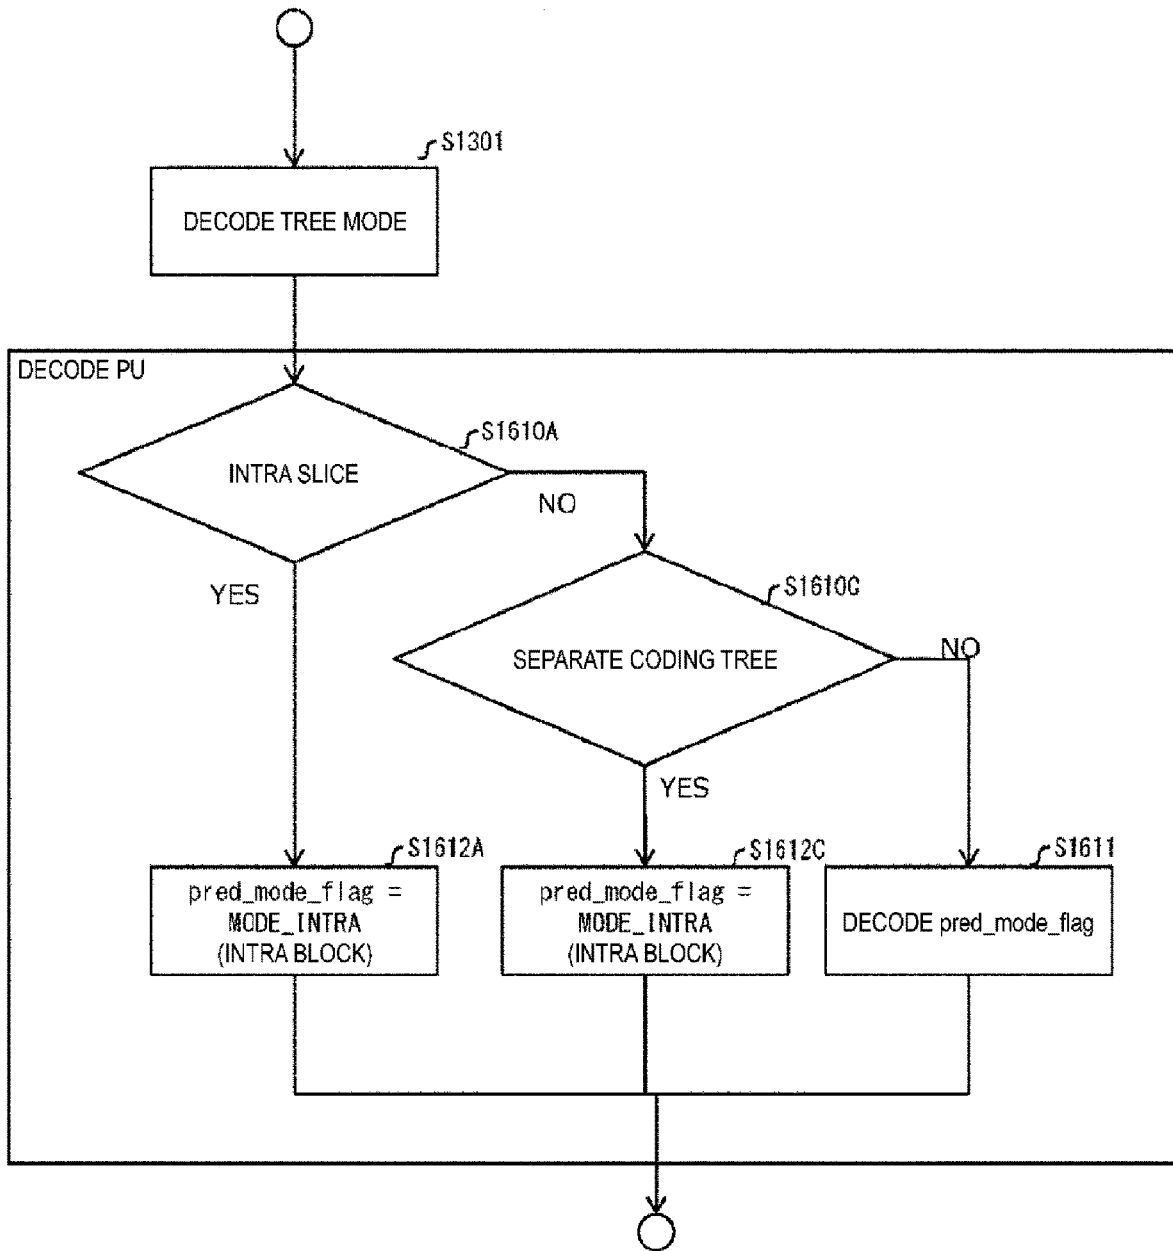 S1301
DECODE TREE MODE
DECODE PU
S1610A
INTRA SLICE
NO
YES
S1610C
SEPARATE CODING TREE
NO
YES
S1612A
pred_mode_flag =
MODE_INTRA
(INTRA BLOCK)
S1612C
pred_mode_flag =
MODE_INTRA
(INTRA BLOCK)
S1611
DECODE pred_mode_flag